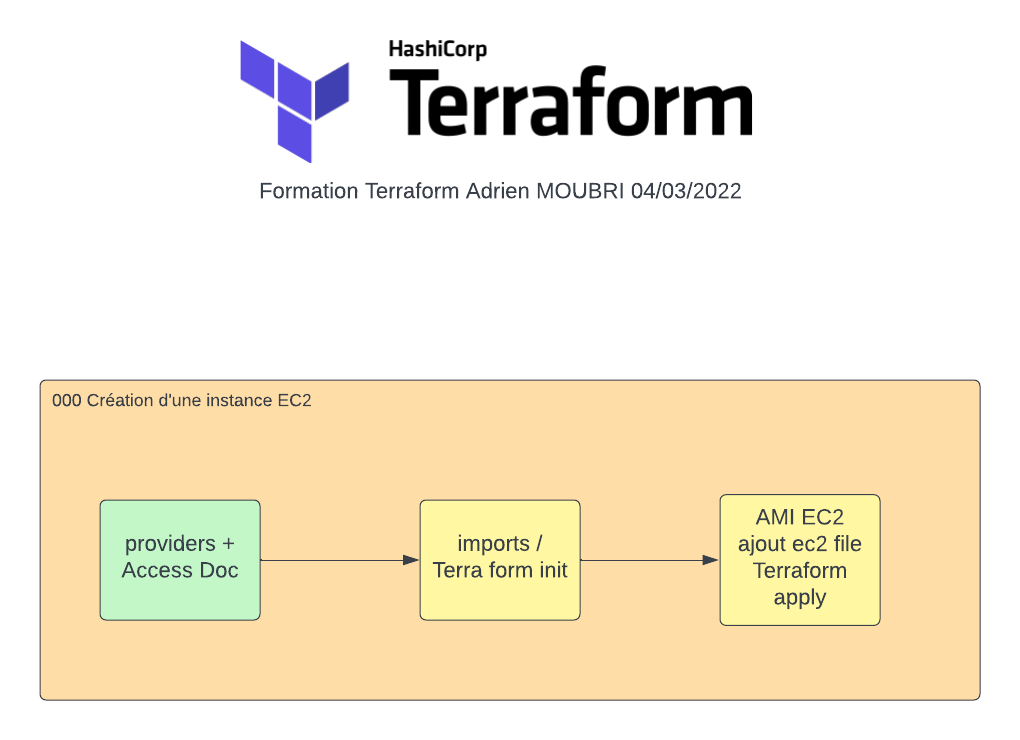 HashiCorp
Terraform
Formation Terraform Adrien MOUBRI 04/03/2022
000 Création d'une instance EC2
providers +
Access Doc
imports /
Terra form init
AMI EC2
ajout ec2 file
Terraform
apply